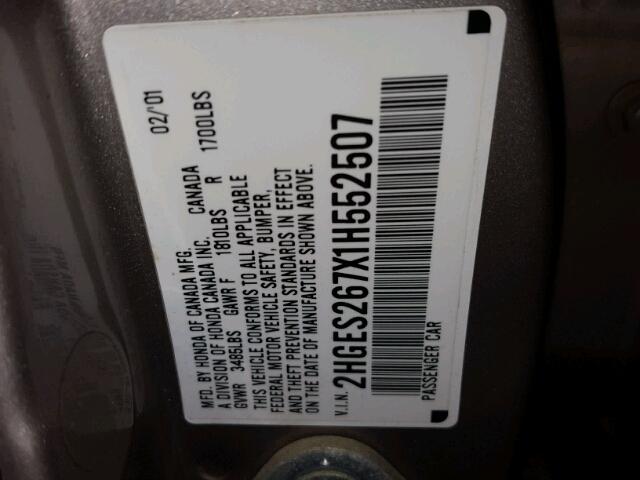 MFD. BY HONDA OF CANADA MFG. 02/'01
A DIVISION OF HONDA CANADA INC. CANADA
GVWR 3485LBS GAWR F 1810LBS R 1700LBS
THIS VEHICLE CONFORMS TO ALL APPLICABLE
FEDERAL MOTOR VEHICLE SAFETY, BUMPER,
AND THEFT PREVENTION STANDARDS IN EFFECT
ON THE DATE OF MANUFACTURE SHOWN ABOVE.
V.I.N. 2HGES267X1H552507
PASSENGER CAR